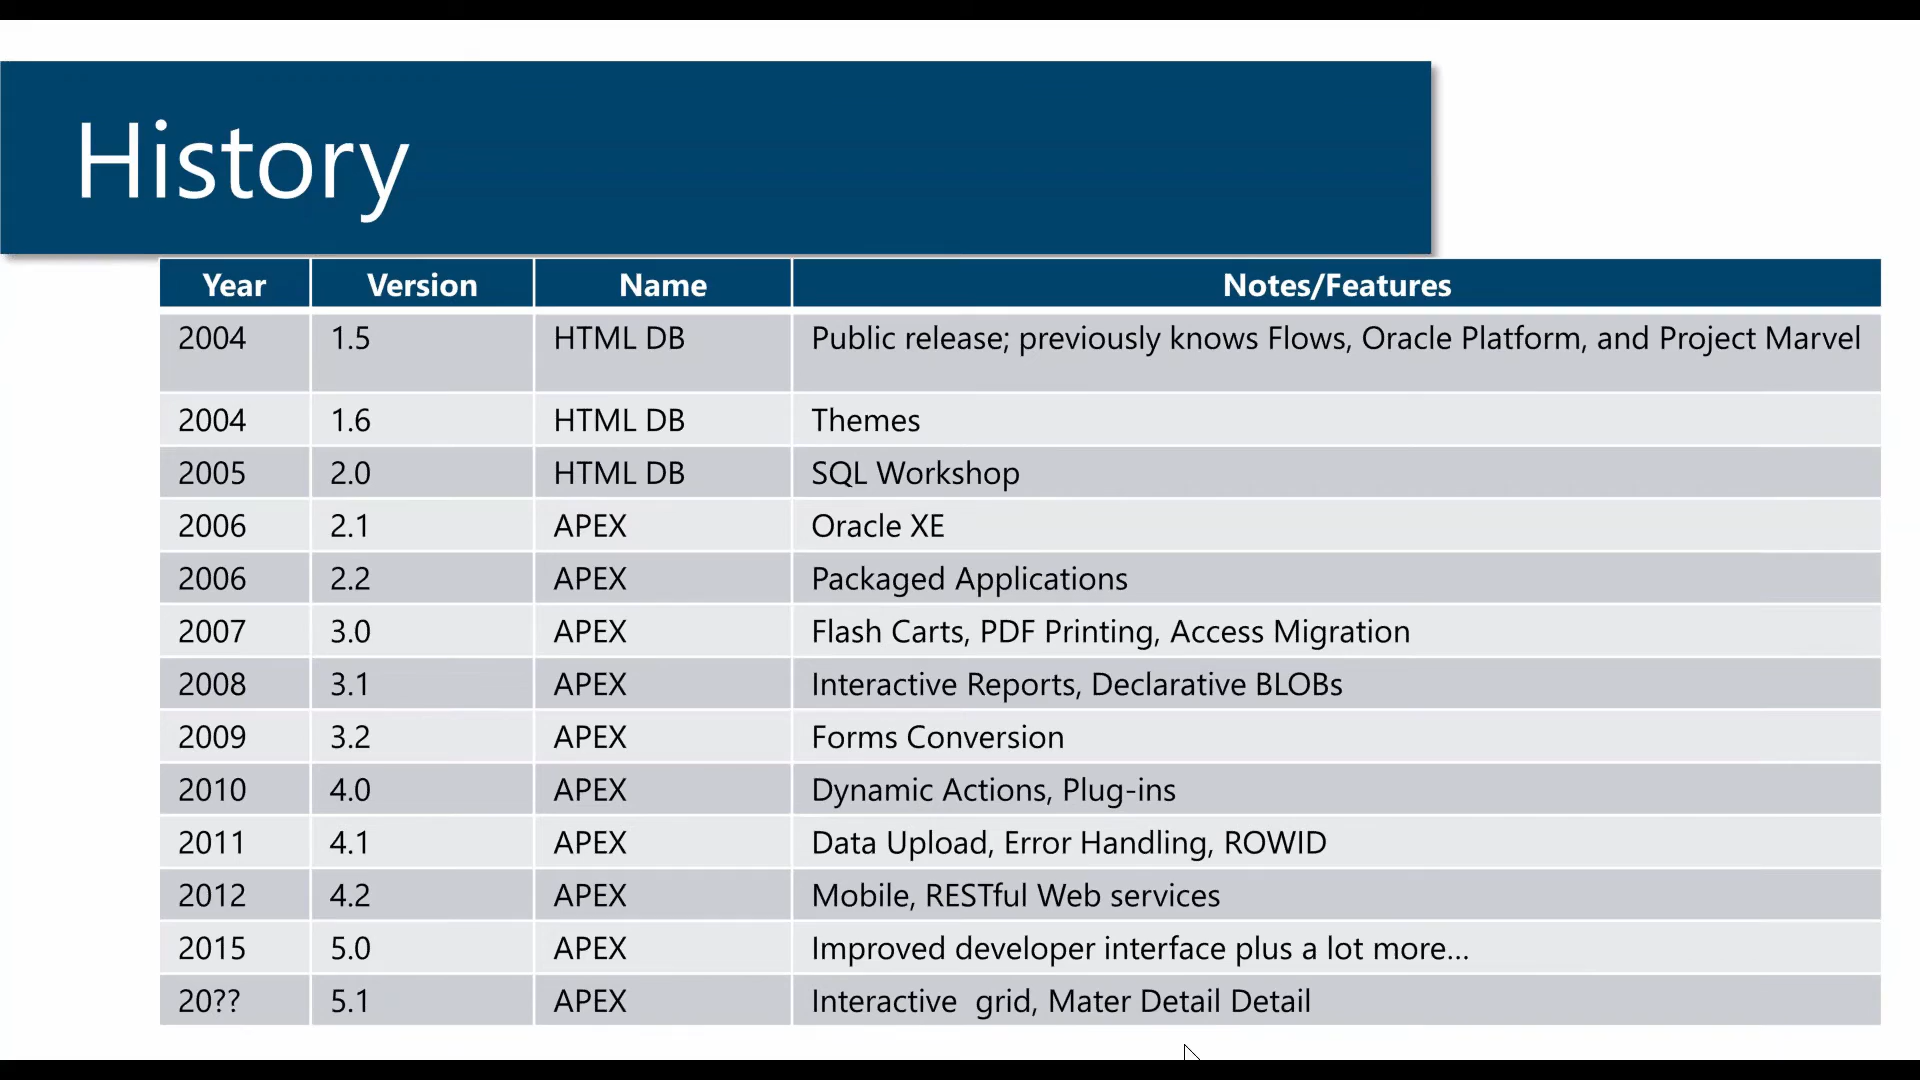 History
Year Version Name Notes/Features
2004 1.5 HTML DB Public release; previously knows Flows, Oracle Platform, and Project Marvel
2004 1.6 HTML DB Themes
2005 2.0 HTML DB SQL Workshop
2006 2.1 APEX Oracle XE
2006 2.2 APEX Packaged Applications
2007 3.0 APEX Flash Carts, PDF Printing, Access Migration
2008 3.1 APEX Interactive Reports, Declarative BLOBs
2009 3.2 APEX Forms Conversion
2010 4.0 APEX Dynamic Actions, Plug-ins
2011 4.1 APEX Data Upload, Error Handling, ROWID
2012 4.2 APEX Mobile, RESTful Web services
2015 5.0 APEX Improved developer interface plus a lot more...
20?? 5.1 APEX Interactive  grid, Mater Detail Detail